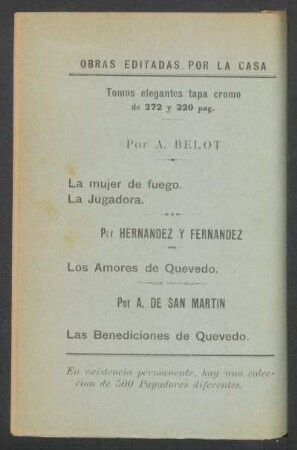 OBRAS EDITADAS. POR LA CASA
Tomos elegantes tapa cromo
de 272 y 320 pag.
Por A. BELOT
La mujer de fuego.
La Jugadora.
Por HERNANDEZ Y FERNANDEZ
Los Amores de Quevedo.
Por A. DE SAN MARTIN
Las Benediciones de Quevedo.
En existencia permanente, hay una colec-
cion de 500 Payadores diferentes.